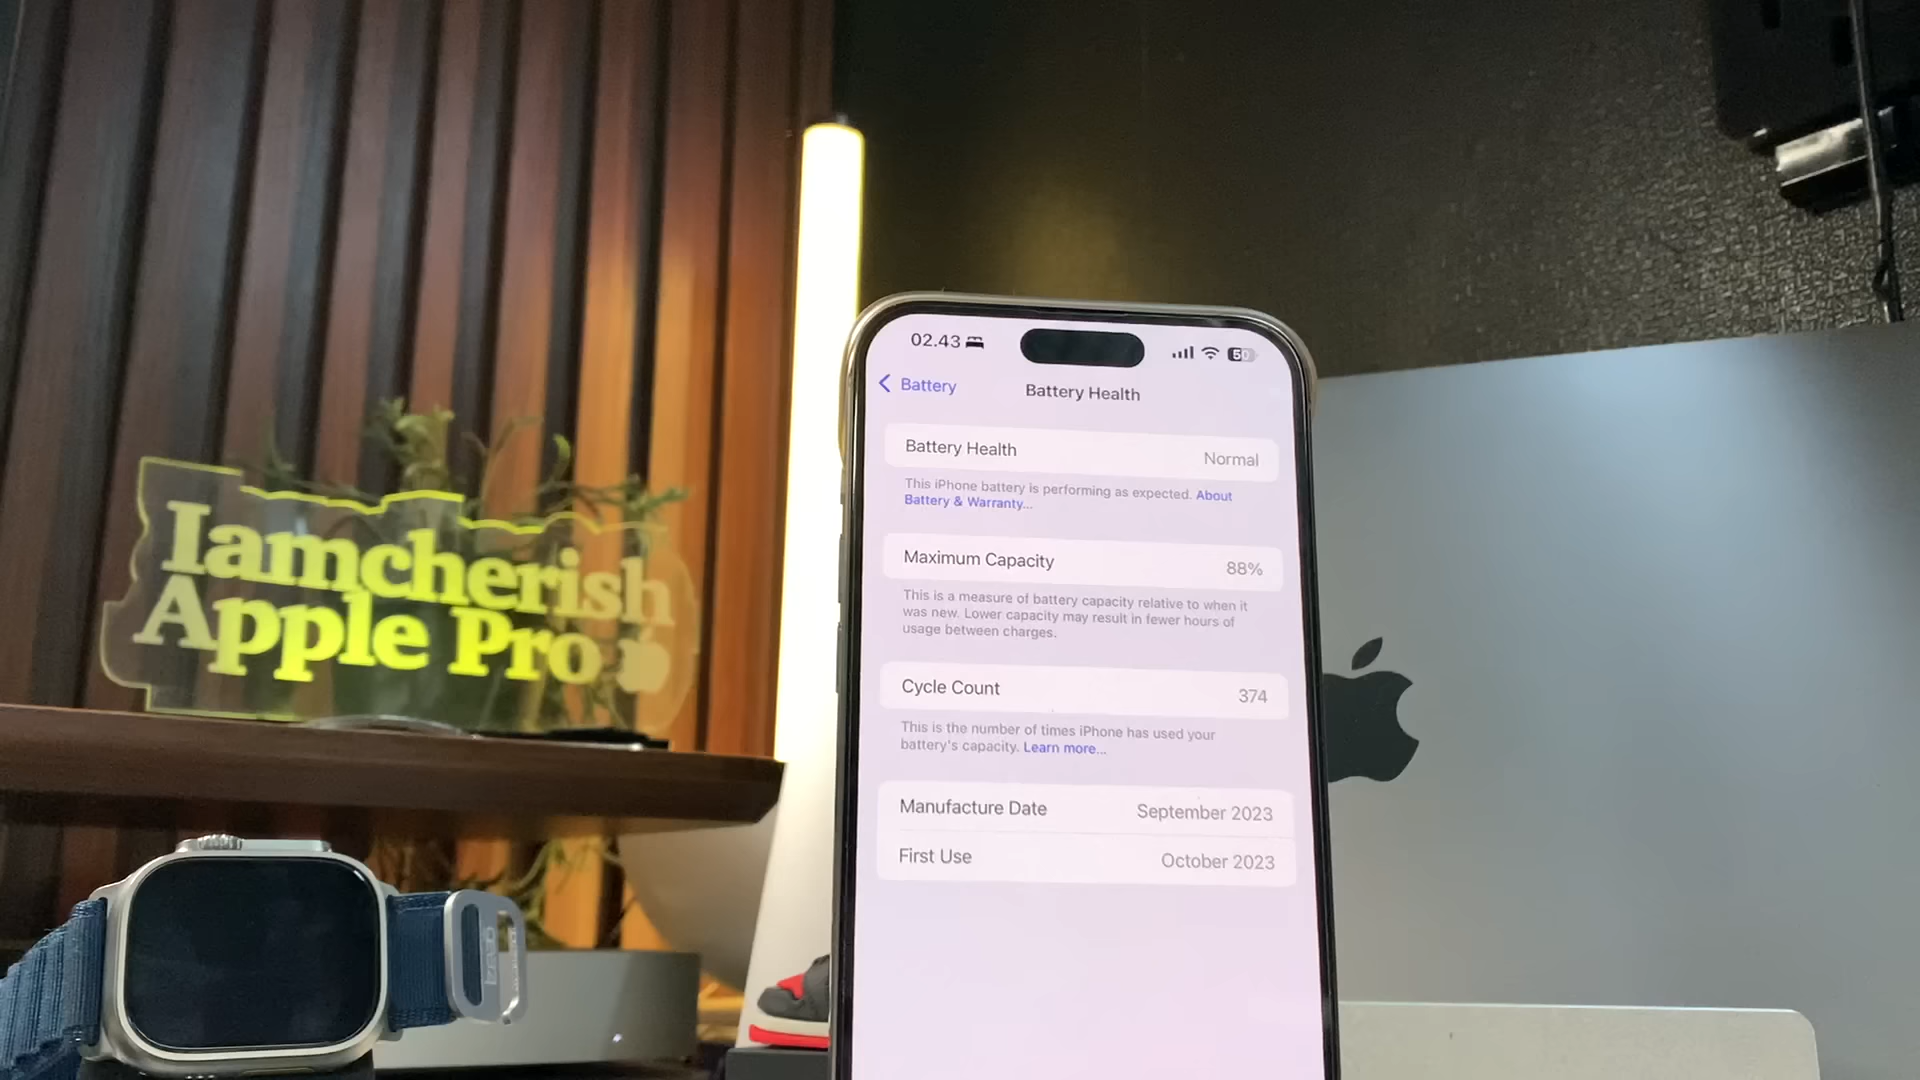 Iamcherish
Apple Pro
02.43
50
Battery
Battery Health
Battery Health
Normal
This iPhone battery is performing as expected. About
Battery & Warranty...
Maximum Capacity
88%
This is a measure of battery capacity relative to when it
was new. Lower capacity may result in fewer hours of
usage between charges.
Cycle Count
374
This is the number of times iPhone has used your
battery's capacity. Learn more...
Manufacture Date
September 2023
First Use
October 2023